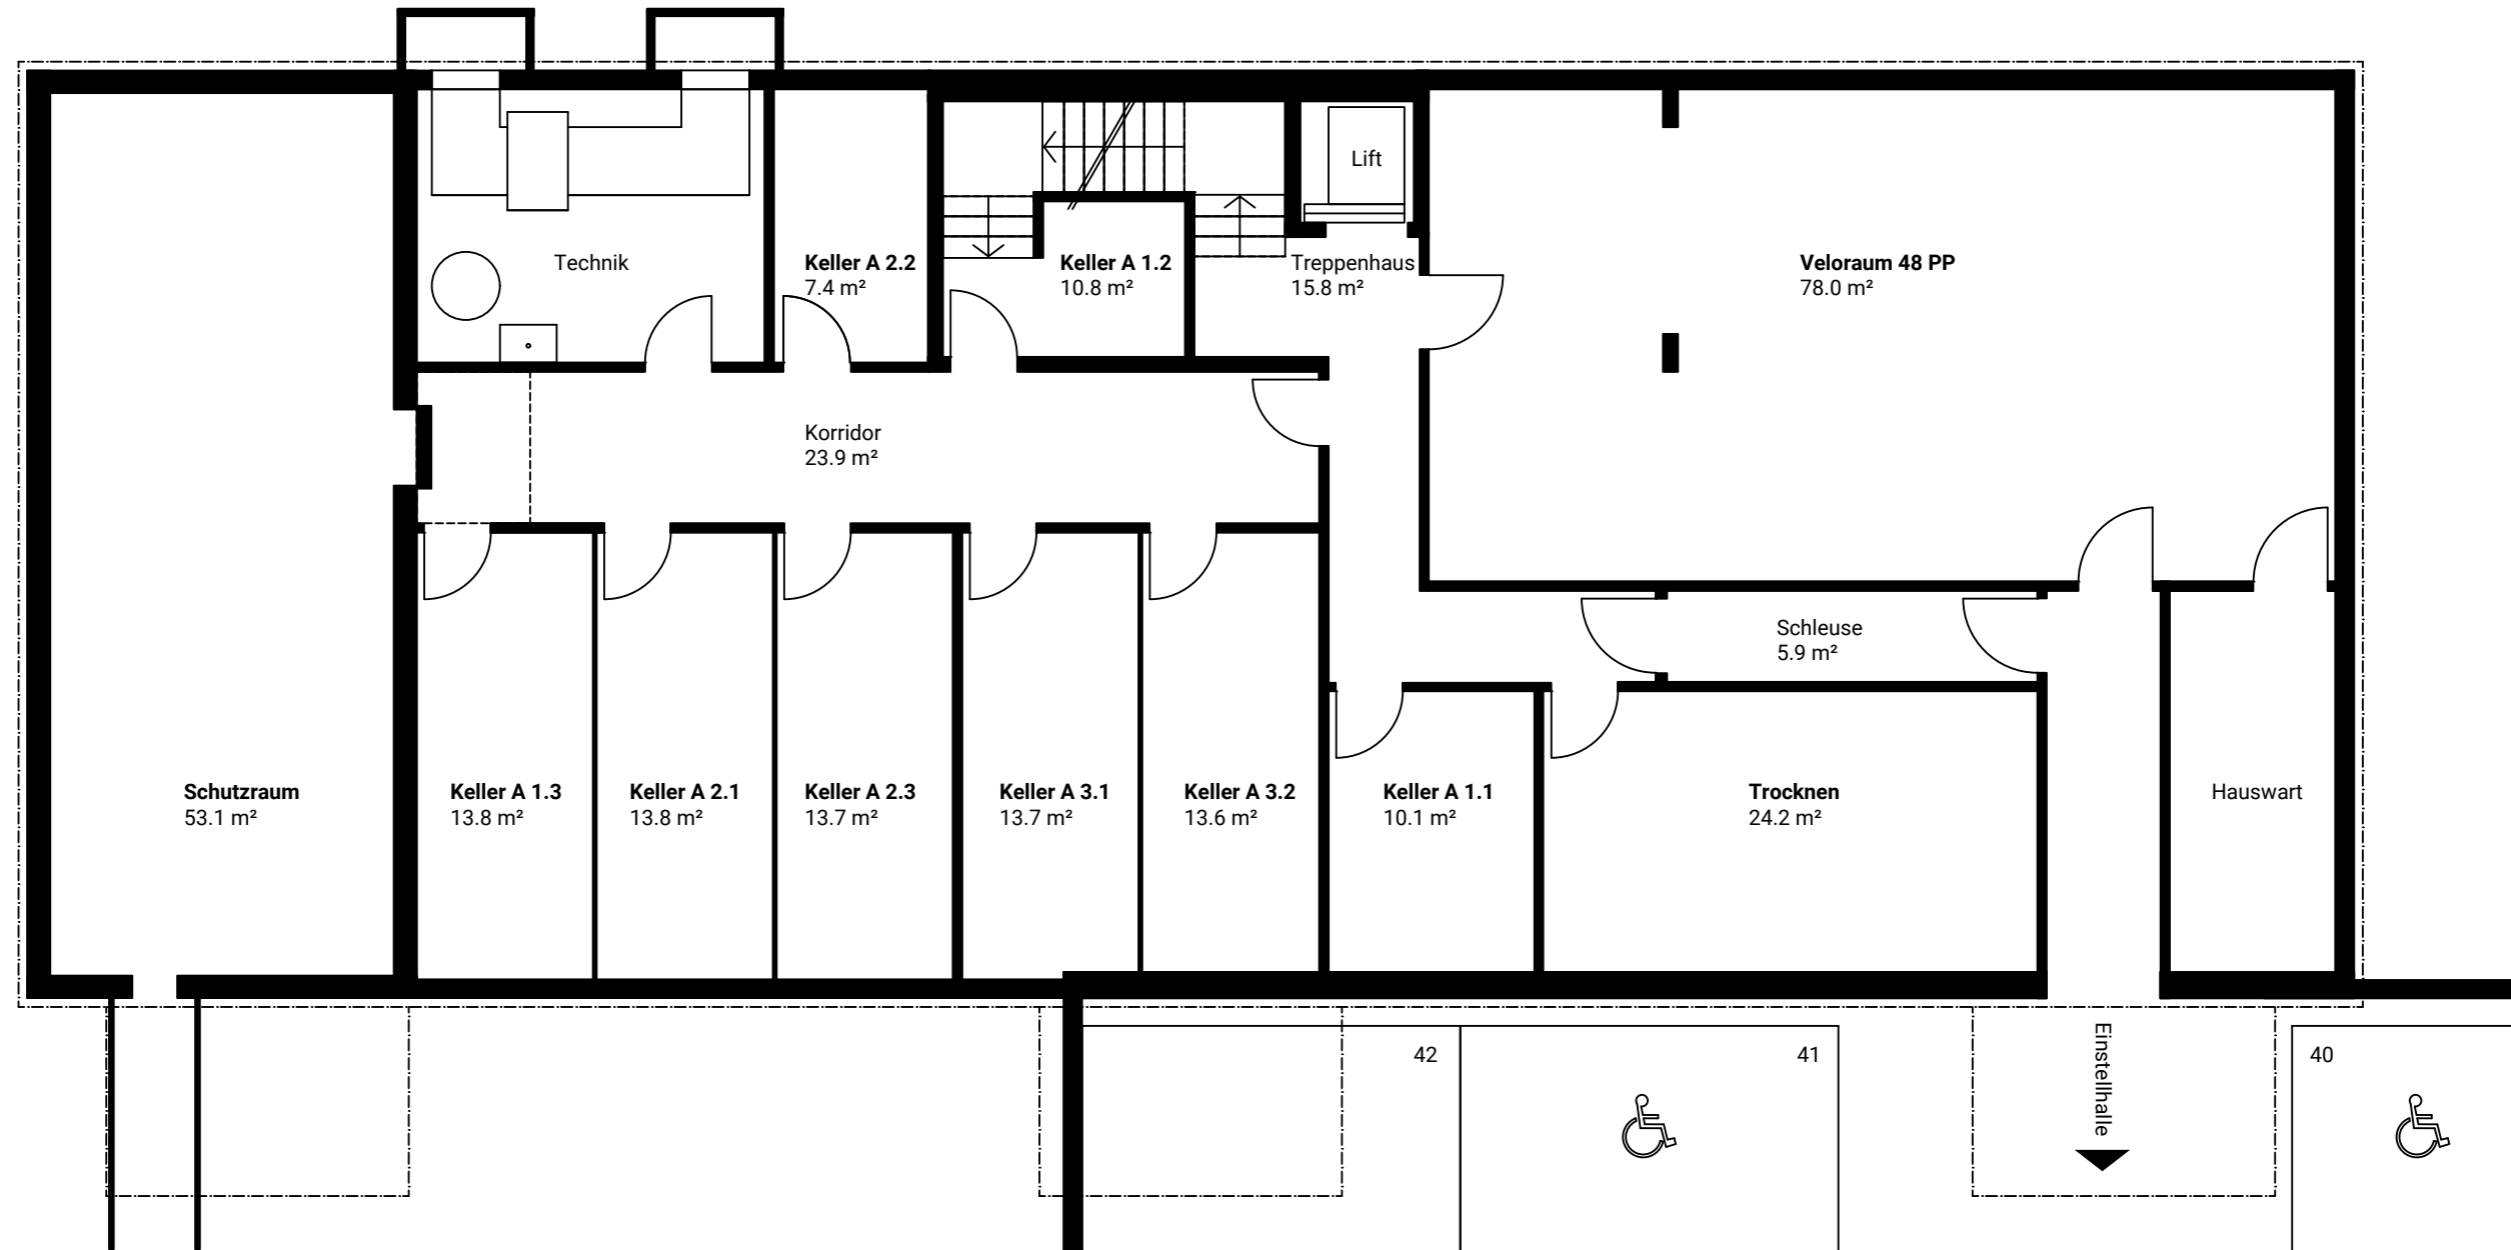 Lift
Technik
Keller A 2.2
7.4 m²
Keller A 1.2
10.8 m²
Treppenhaus
15.8 m²
Veloraum 48 PP
78.0 m²
Korridor
23.9 m²
Schleuse
5.9 m²
Schutzraum
53.1 m²
Keller A 1.3
13.8 m²
Keller A 2.1
13.8 m²
Keller A 2.3
13.7 m²
Keller A 3.1
13.7 m²
Keller A 3.2
13.6 m²
Keller A 1.1
10.1 m²
Trocknen
24.2 m²
Hauswart
42
41
Einstellhalle
40